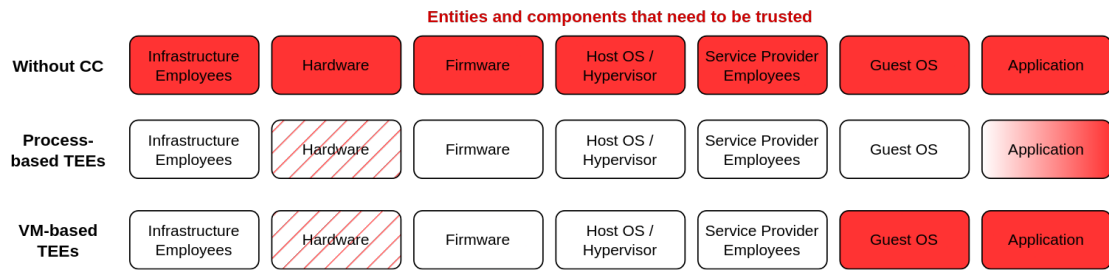 Entities and components that need to be trusted
Without CC
Infrastructure
Employees
Hardware
Firmware
Host OS /
Hypervisor
Service Provider
Employees
Guest OS
Application
Process-
based TEEs
Infrastructure
Employees
Hardware
Firmware
Host OS /
Hypervisor
Service Provider
Employees
Guest OS
Application
VM-based
TEEs
Infrastructure
Employees
Hardware
Firmware
Host OS /
Hypervisor
Service Provider
Employees
Guest OS
Application